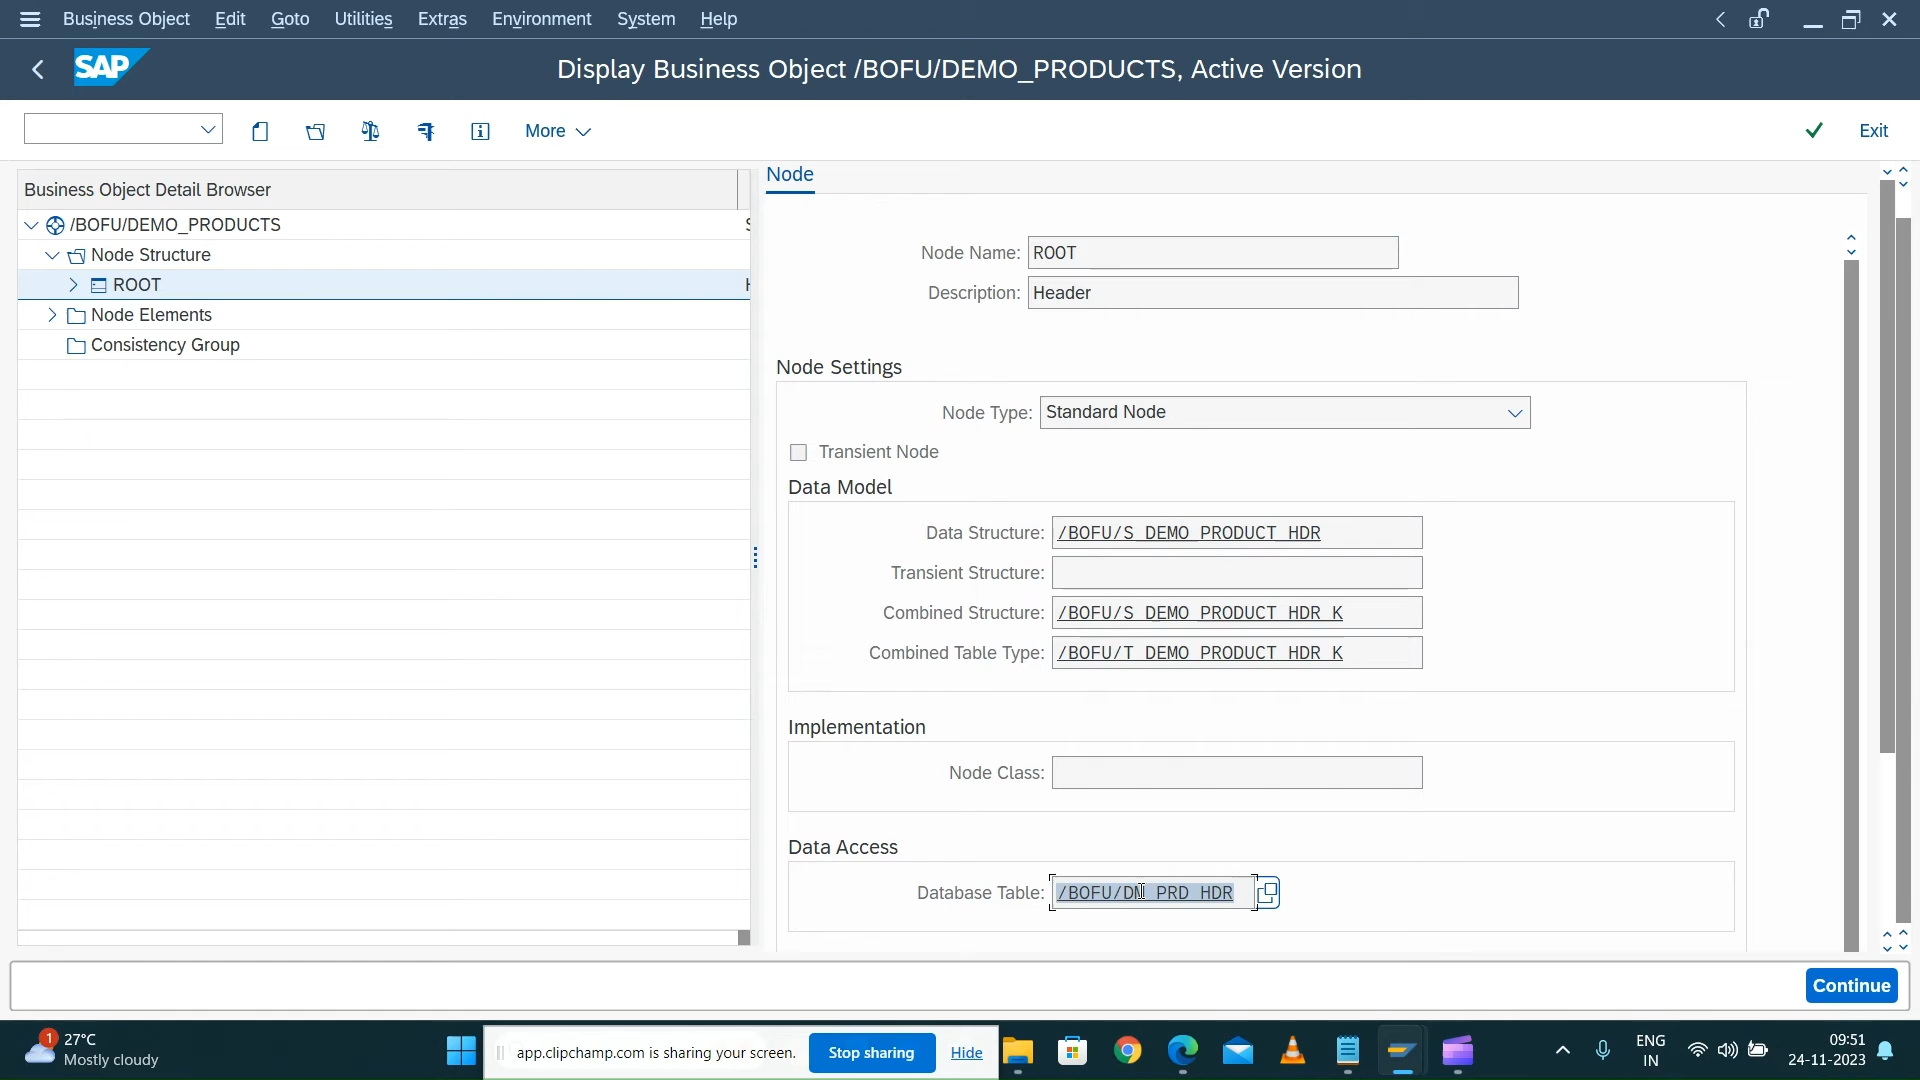 Business Object Edit Goto Utilities Extras Environment System Help
SAP Display Business Object /BOFU/DEMO_PRODUCTS, Active Version
More Exit
Business Object Detail Browser
/BOFU/DEMO_PRODUCTS
Node Structure
ROOT
Node Elements
Consistency Group
Node
Node Name: ROOT
Description: Header
Node Settings
Node Type: Standard Node
Transient Node
Data Model
Data Structure: /BOFU/S_DEMO_PRODUCT_HDR
Transient Structure:
Combined Structure: /BOFU/S_DEMO_PRODUCT_HDR_K
Combined Table Type: /BOFU/T_DEMO_PRODUCT_HDR_K
Implementation
Node Class:
Data Access
Database Table: /BOFU/DM_PRD_HDR
Continue
1 27°C
Mostly cloudy
app.clipchamp.com is sharing your screen. Stop sharing Hide
ENG
IN
09:51
24-11-2023